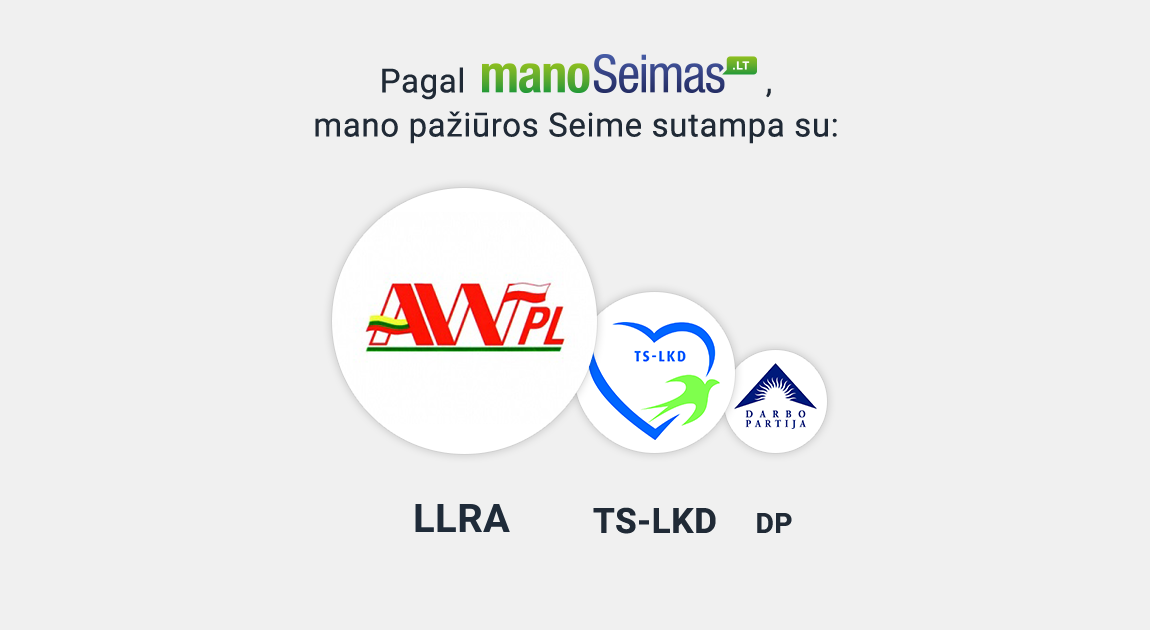 Pagal manoSeimas.LT ,
mano pažiūros Seime sutampa su:
AWPL
TS-LKD
DARBO
PARTIJA
LLRA TS-LKD DP